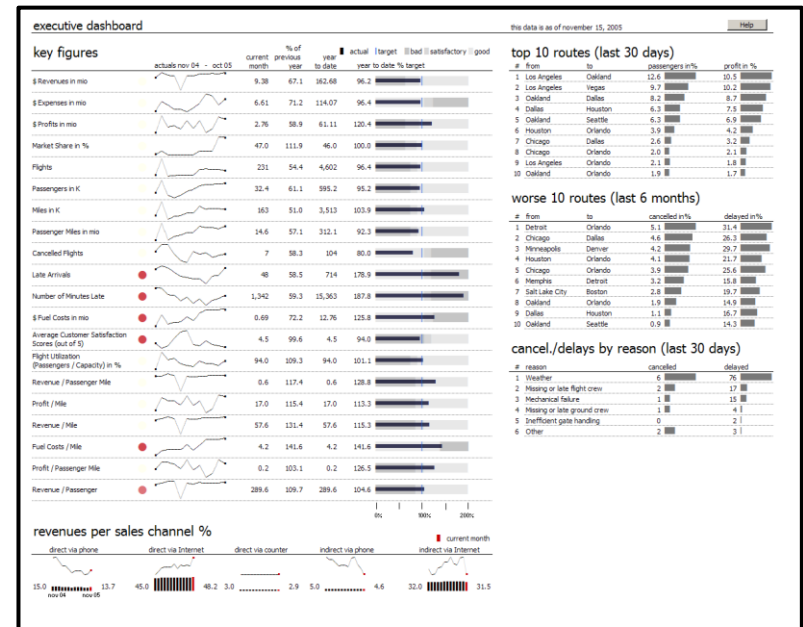 executive dashboard
this data is as of november 15, 2005
Help
key figures
actuals nov 04 - oct 05
current month
% of previous year
year to date
actual target bad satisfactory good
year to date % target
$ Revenues in mio 9.38 67.1 162.68 96.2
$ Expenses in mio 6.61 71.2 114.07 96.4
$ Profits in mio 2.76 58.9 61.11 120.4
Market Share in % 47.0 111.9 46.0 100.0
Flights 231 54.4 4,602 96.4
Passengers in K 32.4 61.1 595.2 95.2
Miles in K 163 51.0 3,513 103.9
Passenger Miles in mio 14.6 57.1 312.1 92.3
Cancelled Flights 7 58.3 104 80.0
Late Arrivals 48 58.5 714 178.9
Number of Minutes Late 1,342 59.3 15,363 187.8
$ Fuel Costs in mio 0.69 72.2 12.76 125.8
Average Customer Satisfaction
Scores (out of 5) 4.5 99.6 4.5 94.0
Flight Utilization
(Passengers / Capacity) in % 94.0 109.3 94.0 101.1
Revenue / Passenger Mile 0.6 117.4 0.6 128.8
Profit / Mile 17.0 115.4 17.0 113.3
Revenue / Mile 57.6 131.4 57.6 115.3
Fuel Costs / Mile 4.2 141.6 4.2 141.6
Profit / Passenger Mile 0.2 103.1 0.2 126.5
Revenue / Passenger 289.6 109.7 289.6 104.6
0% 100% 200%
revenues per sales channel %
current month
direct via phone direct via Internet direct via counter indirect via phone indirect via Internet
15.0 13.7 45.0 48.2 3.0 2.9 5.0 4.6 32.0 31.5
nov 04 nov 05
top 10 routes (last 30 days)
# from to passengers in% profit in%
1 Los Angeles Oakland 12.6 10.5
2 Los Angeles Vegas 9.7 10.2
3 Oakland Dallas 8.2 8.7
4 Dallas Houston 6.3 7.5
5 Oakland Seattle 6.3 6.9
6 Houston Orlando 3.9 4.2
7 Chicago Dallas 2.6 3.2
8 Chicago Orlando 2.0 2.1
9 Los Angeles Orlando 2.1 1.8
10 Oakland Orlando 1.9 1.7
worse 10 routes (last 6 months)
# from to cancelled in% delayed in%
1 Detroit Orlando 5.1 31.4
2 Chicago Dallas 4.6 26.3
3 Minneapolis Denver 4.2 29.7
4 Houston Orlando 4.1 21.7
5 Chicago Orlando 3.9 25.6
6 Memphis Detroit 3.2 15.8
7 Salt Lake City Boston 2.8 19.7
8 Oakland Orlando 1.9 14.9
9 Dallas Houston 1.1 16.7
10 Oakland Seattle 0.9 14.3
cancel./delays by reason (last 30 days)
# reason cancelled delayed
1 Weather 6 76
2 Missing or late flight crew 2 17
3 Mechanical failure 1 15
4 Missing or late ground crew 1 4
5 Inefficient gate handling 0 2
6 Other 2 3